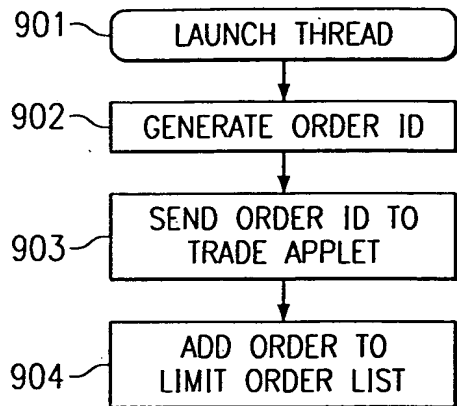 901 LAUNCH THREAD
902 GENERATE ORDER ID
SEND ORDER ID TO
903 TRADE APPLET
ADD ORDER TO
904 LIMIT ORDER LIST